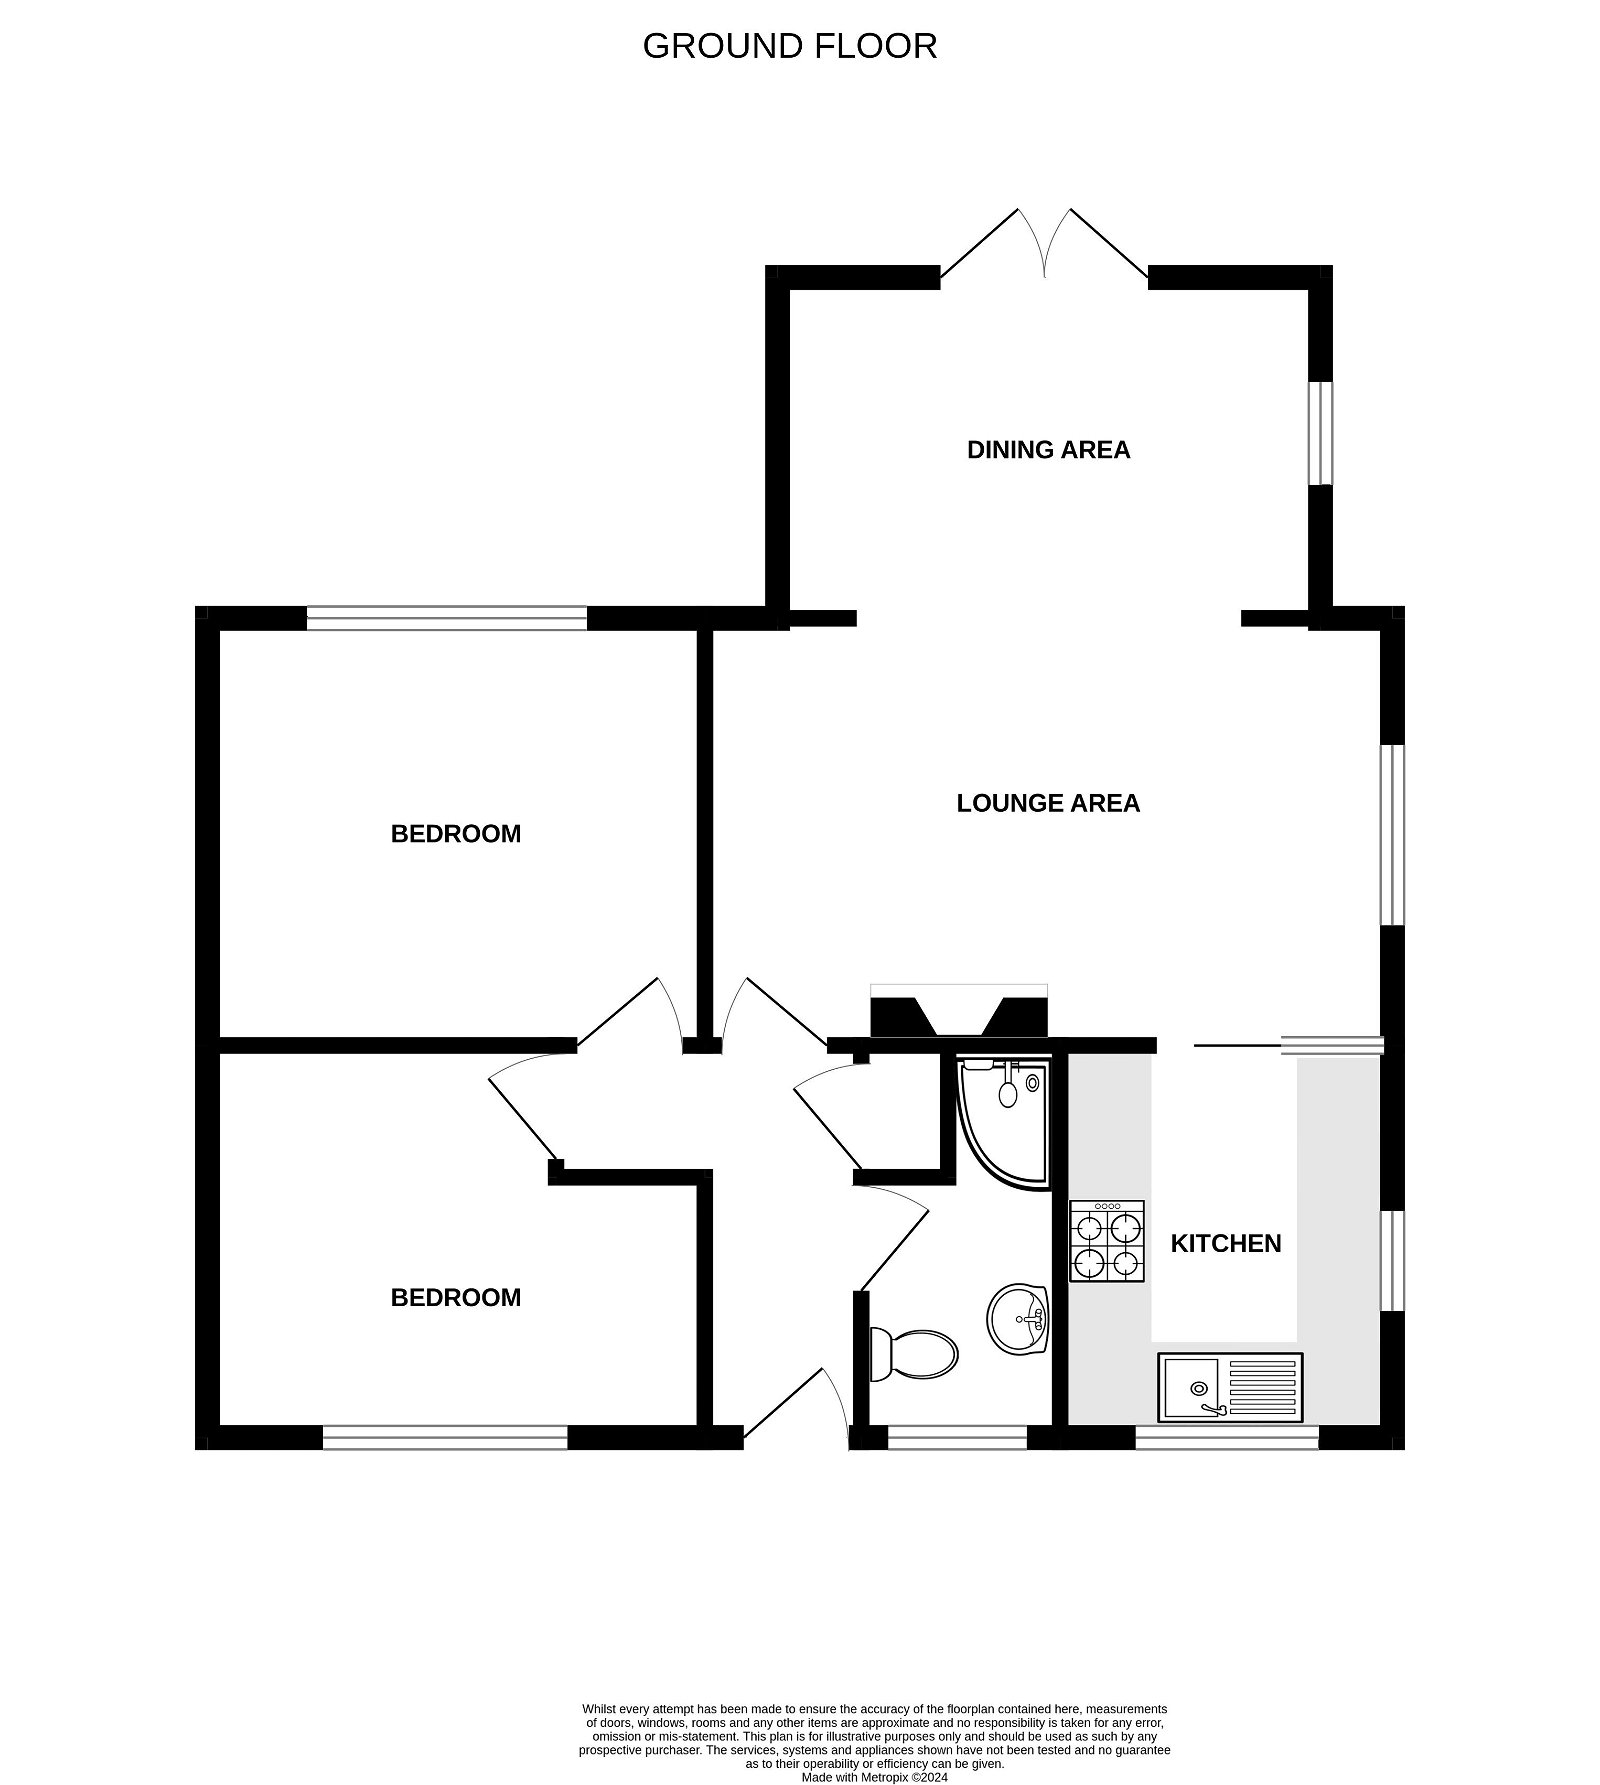 GROUND FLOOR
DINING AREA
LOUNGE AREA
BEDROOM
KITCHEN
BEDROOM
Whilst every attempt has been made to ensure the accuracy of the floorplan contained here, measurements
of doors, windows, rooms and any other items are approximate and no responsibility is taken for any error,
omission or mis-statement. This plan is for illustrative purposes only and should be used as such by any
prospective purchaser. The services, systems and appliances shown have not been tested and no guarantee
as to their operability or efficiency can be given.
Made with Metropix ©2024